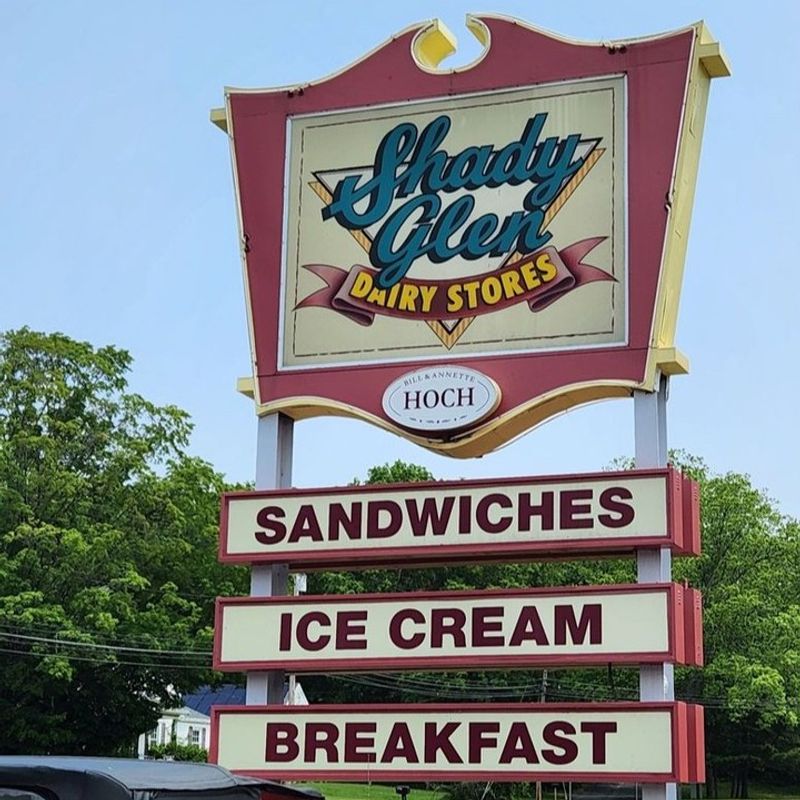 Shady
Glen
DAIRY STORES
BILL & ANNETTE
HOCH
SANDWICHES
ICE CREAM
BREAKFAST